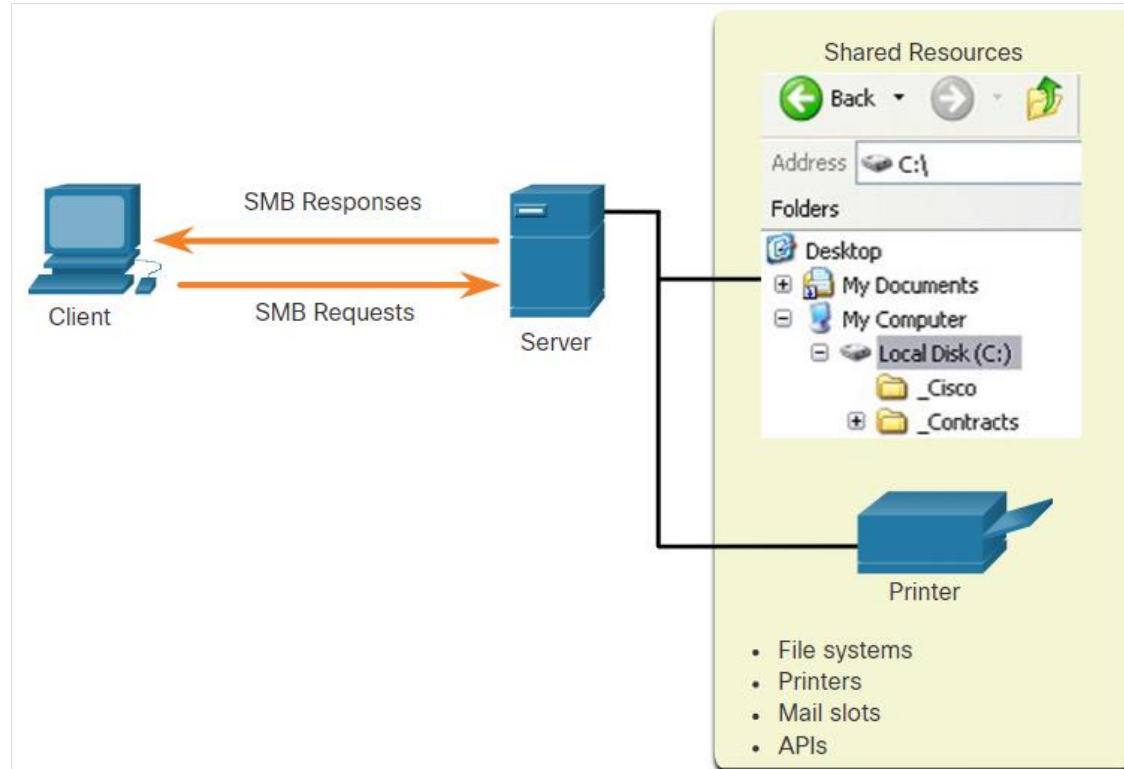 Shared Resources
Back
Address C:\
Folders
Desktop
My Documents
My Computer
Local Disk (C:)
_Cisco
_Contracts
SMB Responses
SMB Requests
Client
Server
Printer
• File systems
• Printers
• Mail slots
• APIs